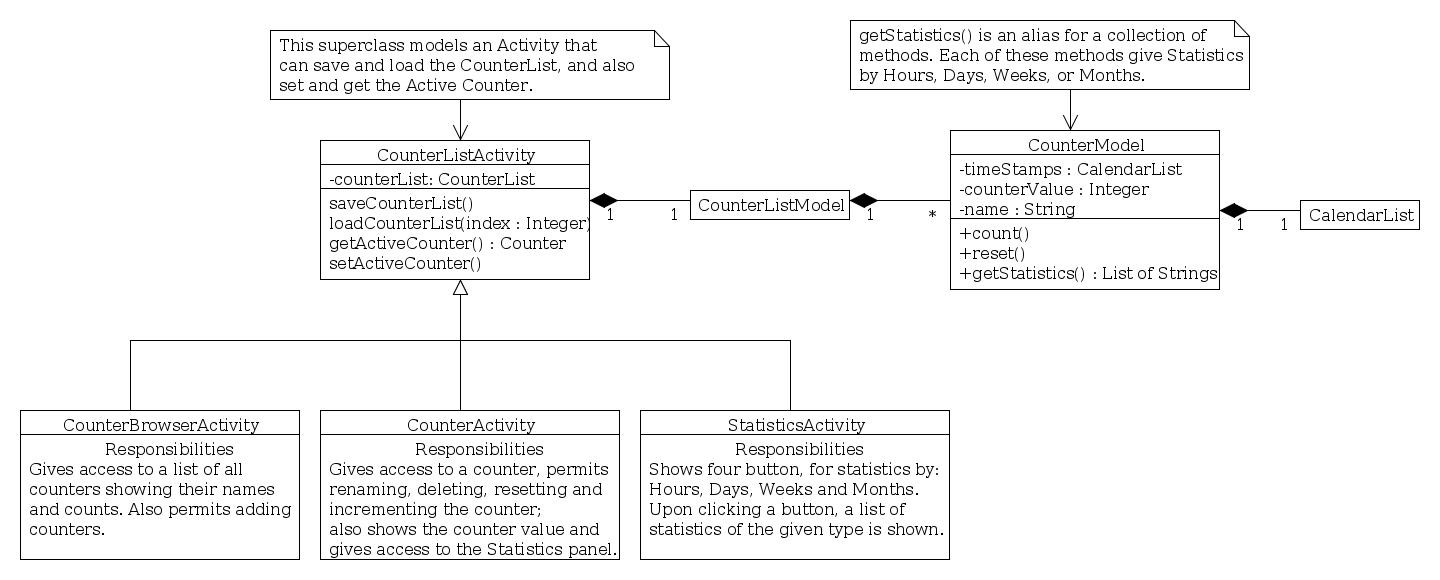 This superclass models an Activity that
can save and load the CounterList, and also
set and get the Active Counter.
getStatistics() is an alias for a collection of
methods. Each of these methods give Statistics
by Hours, Days, Weeks, or Months.
CounterListActivity
-counterList: CounterList
saveCounterList()
loadCounterList(index : Integer)
getActiveCounter() : Counter
setActiveCounter()
1
1
CounterListModel
1
*
CounterModel
-timeStamps : CalendarList
-counterValue : Integer
-name : String
+count()
+reset()
+getStatistics() : List of Strings
1
1
CalendarList
CounterBrowserActivity
Responsibilities
Gives access to a list of all
counters showing their names
and counts. Also permits adding
counters.
CounterActivity
Responsibilities
Gives access to a counter, permits
renaming, deleting, resetting and
incrementing the counter;
also shows the counter value and
gives access to the Statistics panel.
StatisticsActivity
Responsibilities
Shows four button, for statistics by:
Hours, Days, Weeks and Months.
Upon clicking a button, a list of
statistics of the given type is shown.